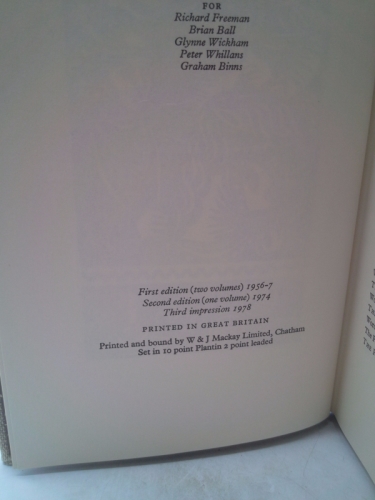 FOR
Richard Freeman
Brian Ball
Glynne Wickham
Peter Whillans
Graham Binns
First edition (two volumes) 1956-7
Second edition (one volume) 1974
Third impression 1978
PRINTED IN GREAT BRITAIN
Printed and bound by W & J Mackay Limited, Chatham
Set in 10 point Plantin 2 point leaded